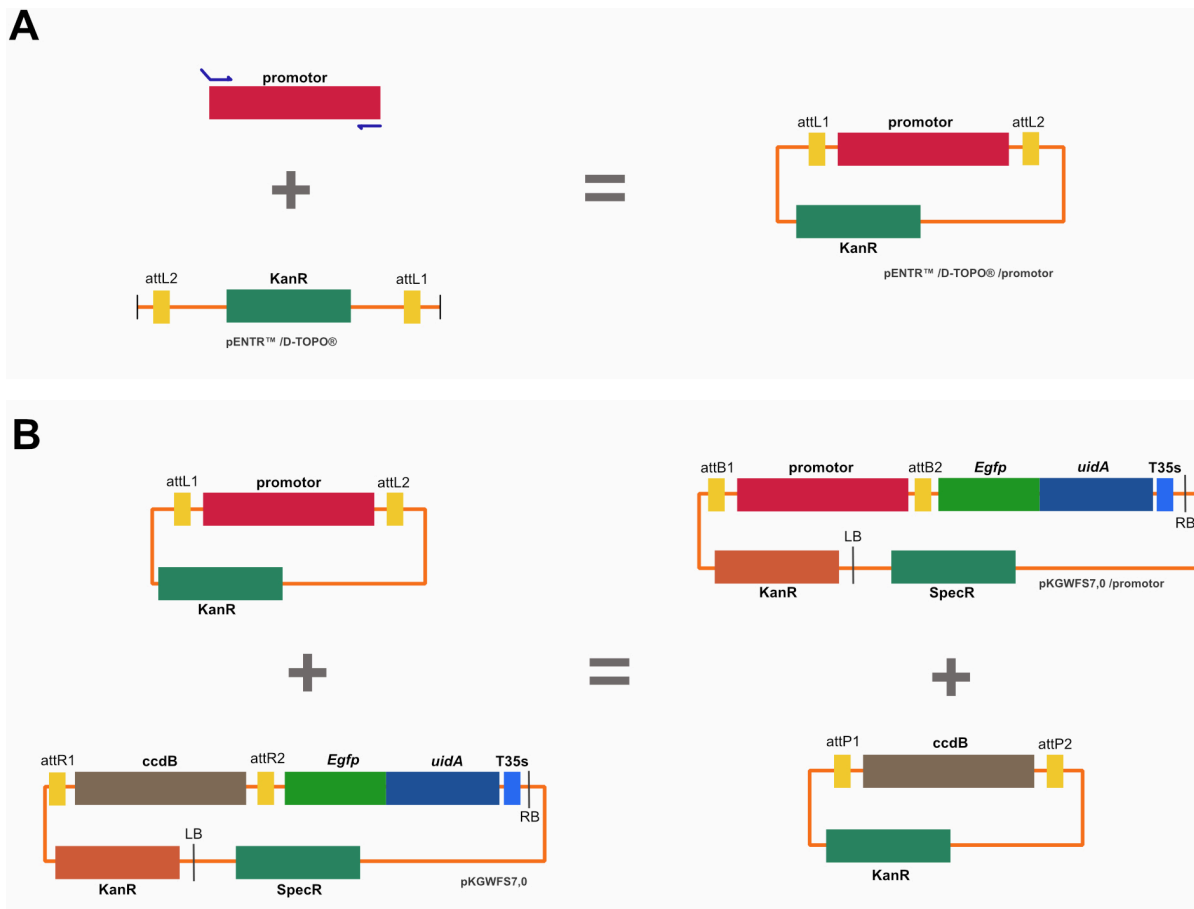 A
promotor
attL1
promotor
attL2
KanR
pENTR™ /D-TOPO® /promotor
attL2
KanR
attL1
pENTR™ /D-TOPO®
B
attL1
promotor
attL2
KanR
attB1
promotor
attB2
Egfp
uidA
T35s
RB
LB
KanR
SpecR
pKGWFS7,0 /promotor
attR1
ccdB
attR2
Egfp
uidA
T35s
RB
LB
KanR
SpecR
pKGWFS7,0
attP1
ccdB
attP2
KanR